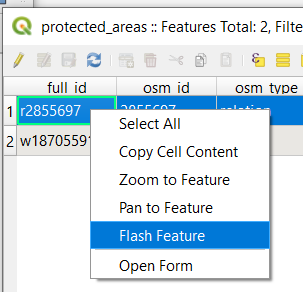 protected_areas :: Features Total: 2, Filte
full_id osm_id osm_type
1 r2855697 2855697 relation
2 w18705591
Select All
Copy Cell Content
Zoom to Feature
Pan to Feature
Flash Feature
Open Form